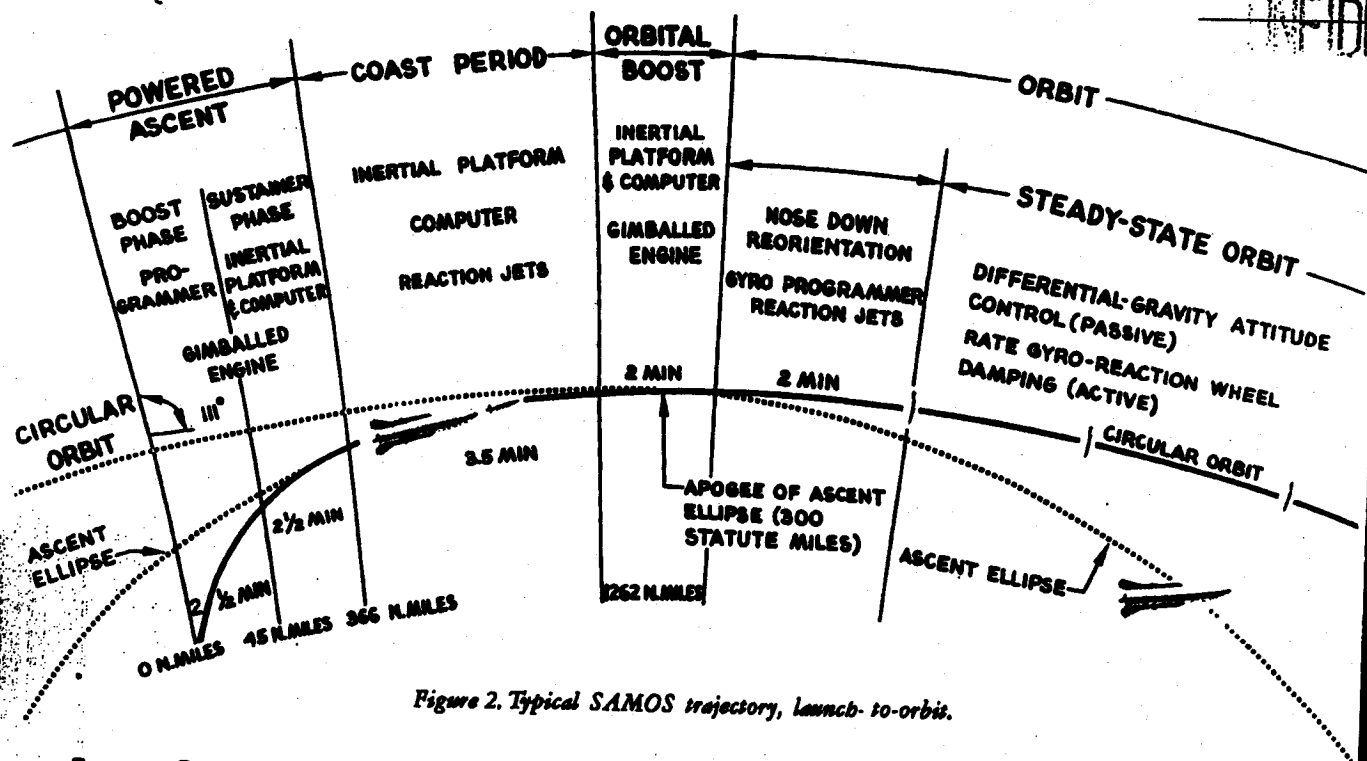 POWERED
ASCENT
COAST PERIOD
ORBITAL
BOOST
ORBIT
BOOST
PHASE
PRO-
GRAMMER
SUSTAINER
PHASE
INERTIAL
PLATFORM
& COMPUTER
GIMBALLED
ENGINE
INERTIAL PLATFORM
COMPUTER
REACTION JETS
INERTIAL
PLATFORM
& COMPUTER
GIMBALLED
ENGINE
NOSE DOWN
REORIENTATION
GYRO PROGRAMMER
REACTION JETS
STEADY-STATE ORBIT
DIFFERENTIAL-GRAVITY ATTITUDE
CONTROL (PASSIVE)
RATE GYRO-REACTION WHEEL
DAMPING (ACTIVE)
CIRCULAR
ORBIT
111°
2 MIN
2 MIN
CIRCULAR ORBIT
3.5 MIN
2½ MIN
2 ½ MIN
ASCENT
ELLIPSE
APOGEE OF ASCENT
ELLIPSE (300
STATUTE MILES)
ASCENT ELLIPSE
0 N.MILES
45 N.MILES
366 N.MILES
1262 N.MILES
Figure 2. Typical SAMOS trajectory, launch- to-orbit.